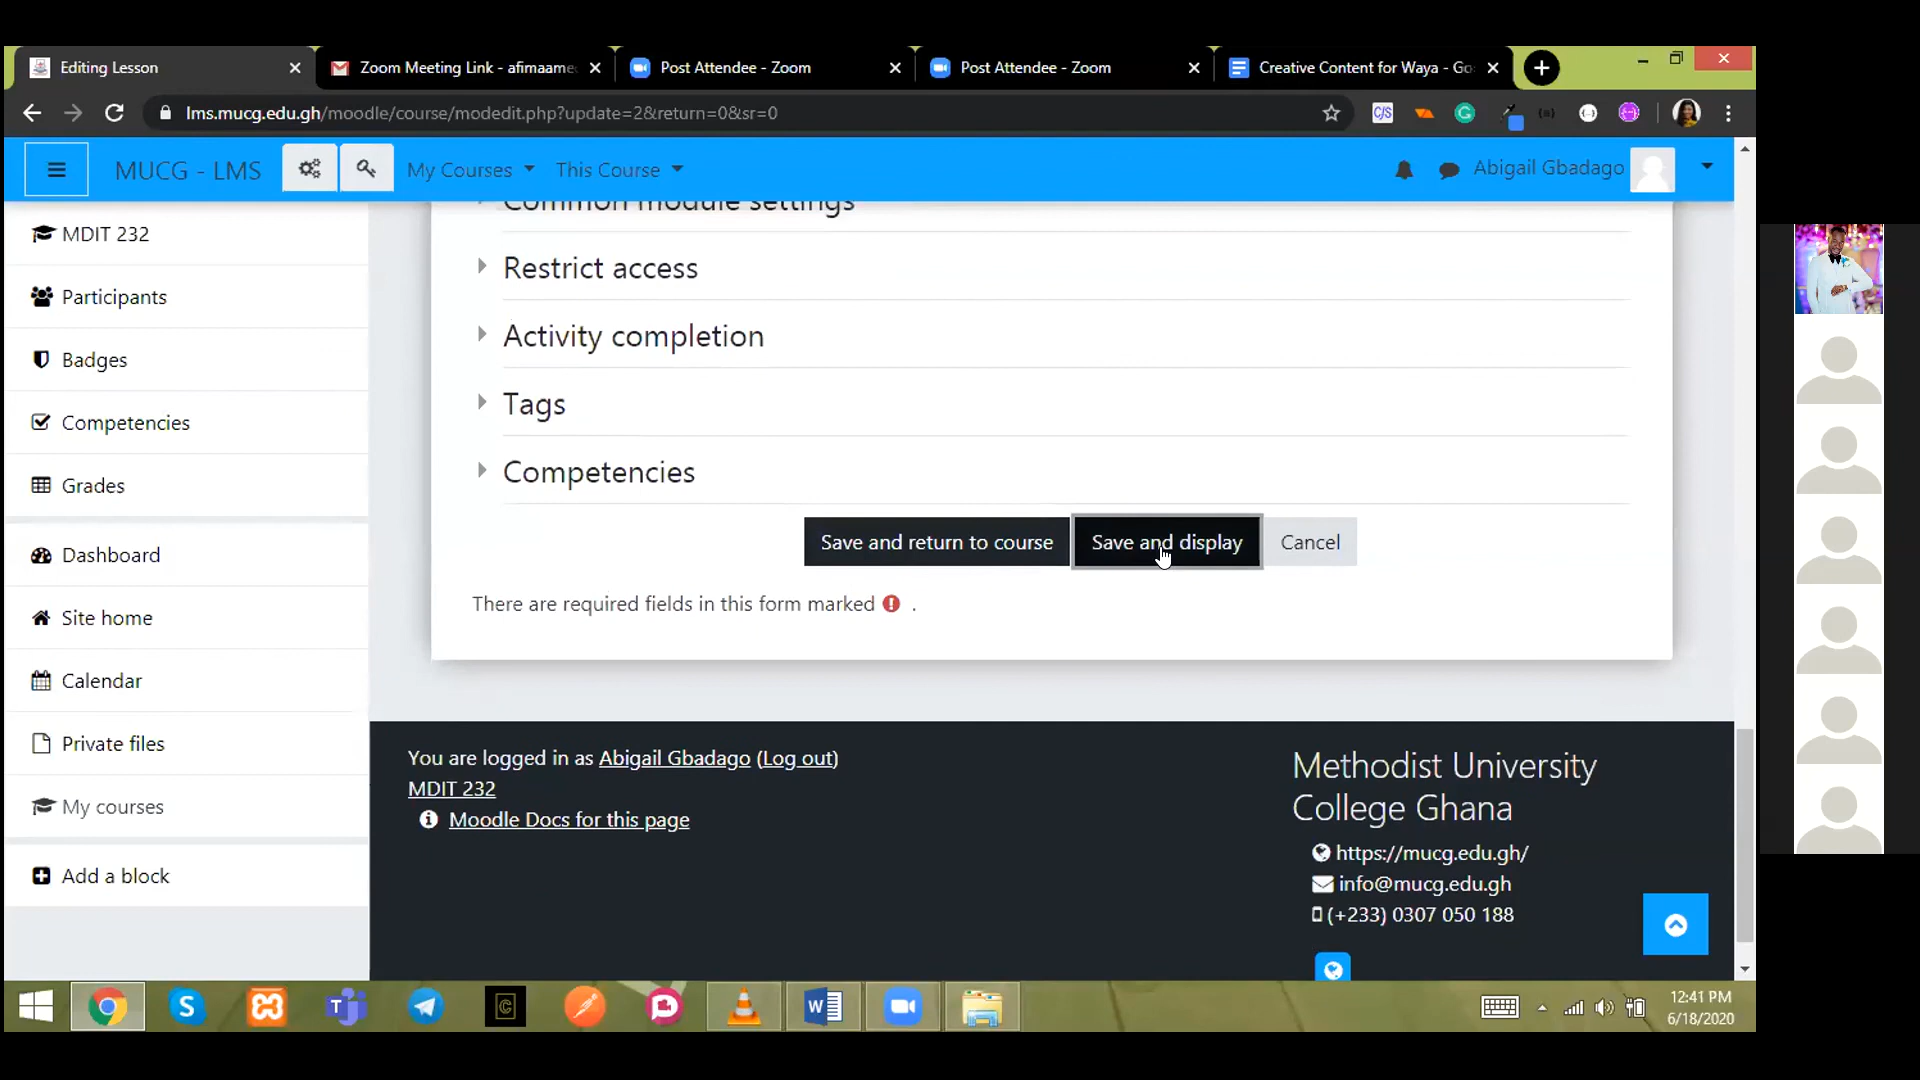 Editing Lesson
Zoom Meeting Link - afimaame
Post Attendee - Zoom
Post Attendee - Zoom
Creative Content for Waya - Go
lms.mucg.edu.gh/moodle/course/modedit.php?update=2&return=0&sr=0
MUCG - LMS
My Courses
This Course
Abigail Gbadago
MDIT 232
Participants
Badges
Competencies
Grades
Dashboard
Site home
Calendar
Private files
My courses
Add a block
Common module settings
Restrict access
Activity completion
Tags
Competencies
Save and return to course
Save and display
Cancel
There are required fields in this form marked .
You are logged in as Abigail Gbadago (Log out)
MDIT 232
Moodle Docs for this page
Methodist University
College Ghana
https://mucg.edu.gh/
info@mucg.edu.gh
(+233) 0307 050 188
12:41 PM
6/18/2020